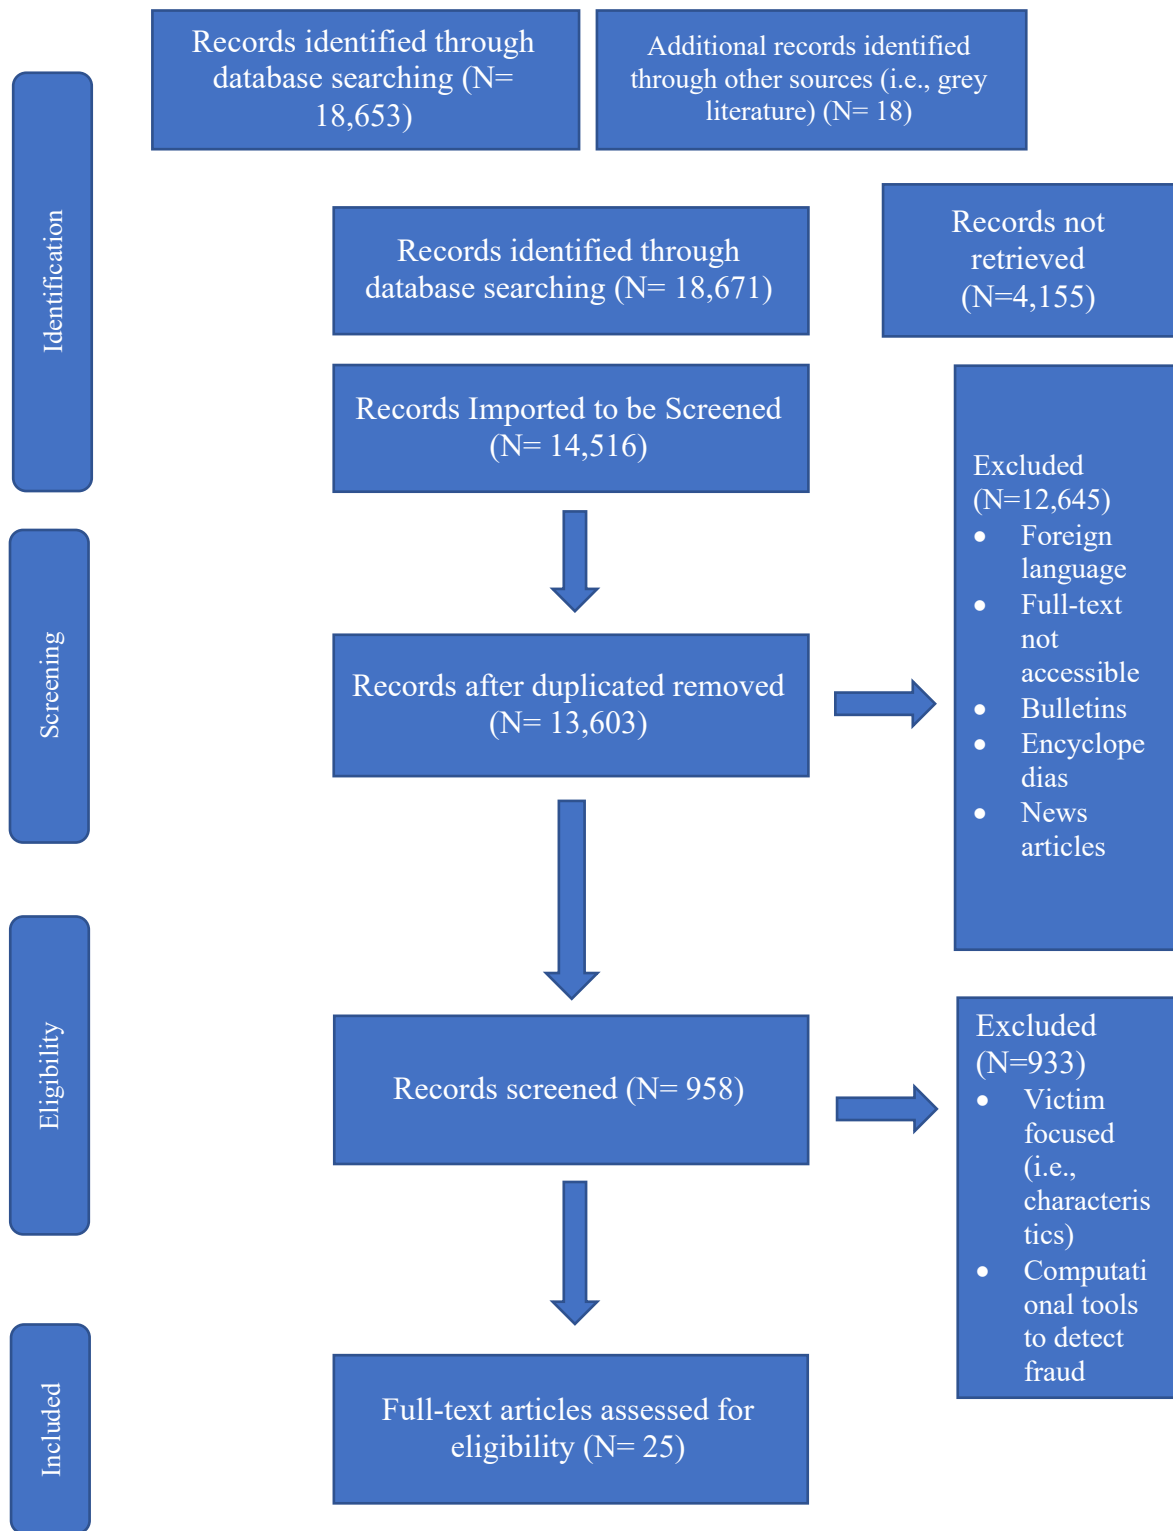 Records identified through
database searching (N=
18,653)
Additional records identified
through other sources (i.e., grey
literature) (N= 18)
Identification
Records identified through
database searching (N= 18,671)
Records not
retrieved
(N=4,155)
Records Imported to be Screened
(N= 14,516)
Excluded
(N=12,645)
• Foreign
language
• Full-text
not
accessible
• Bulletins
• Encyclope
dias
• News
articles
Screening
Records after duplicated removed
(N= 13,603)
Eligibility
Records screened (N= 958)
Excluded
(N=933)
• Victim
focused
(i.e.,
characteris
tics)
• Computati
onal tools
to detect
fraud
Included
Full-text articles assessed for
eligibility (N= 25)